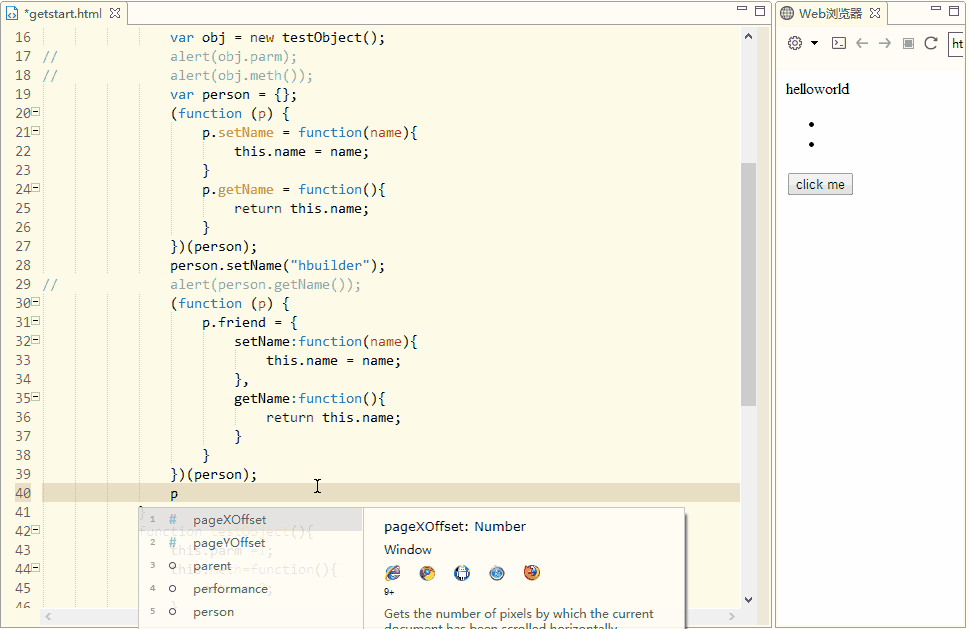 *getstart.html
16 var obj = new testObject();
17 // alert(obj.parm);
18 // alert(obj.meth());
19 var person = {};
20 (function (p) {
21 p.setName = function(name){
22 this.name = name;
23 }
24 p.getName = function(){
25 return this.name;
26 }
27 })(person);
28 person.setName("hbuilder");
29 // alert(person.getName());
30 (function (p) {
31 p.friend = {
32 setName:function(name){
33 this.name = name;
34 },
35 getName:function(){
36 return this.name;
37 }
38 }
39 })(person);
40 p
41 }
42 function testObject(){
43 this.parm =
44 function(){
45
46
1 # pageXOffset
2 # pageYOffset
3 parent
4 performance
5 person
pageXOffset: Number
Window
9+
Gets the number of pixels by which the current
document has been scrolled horizontally
Web浏览器
ht
helloworld
click me